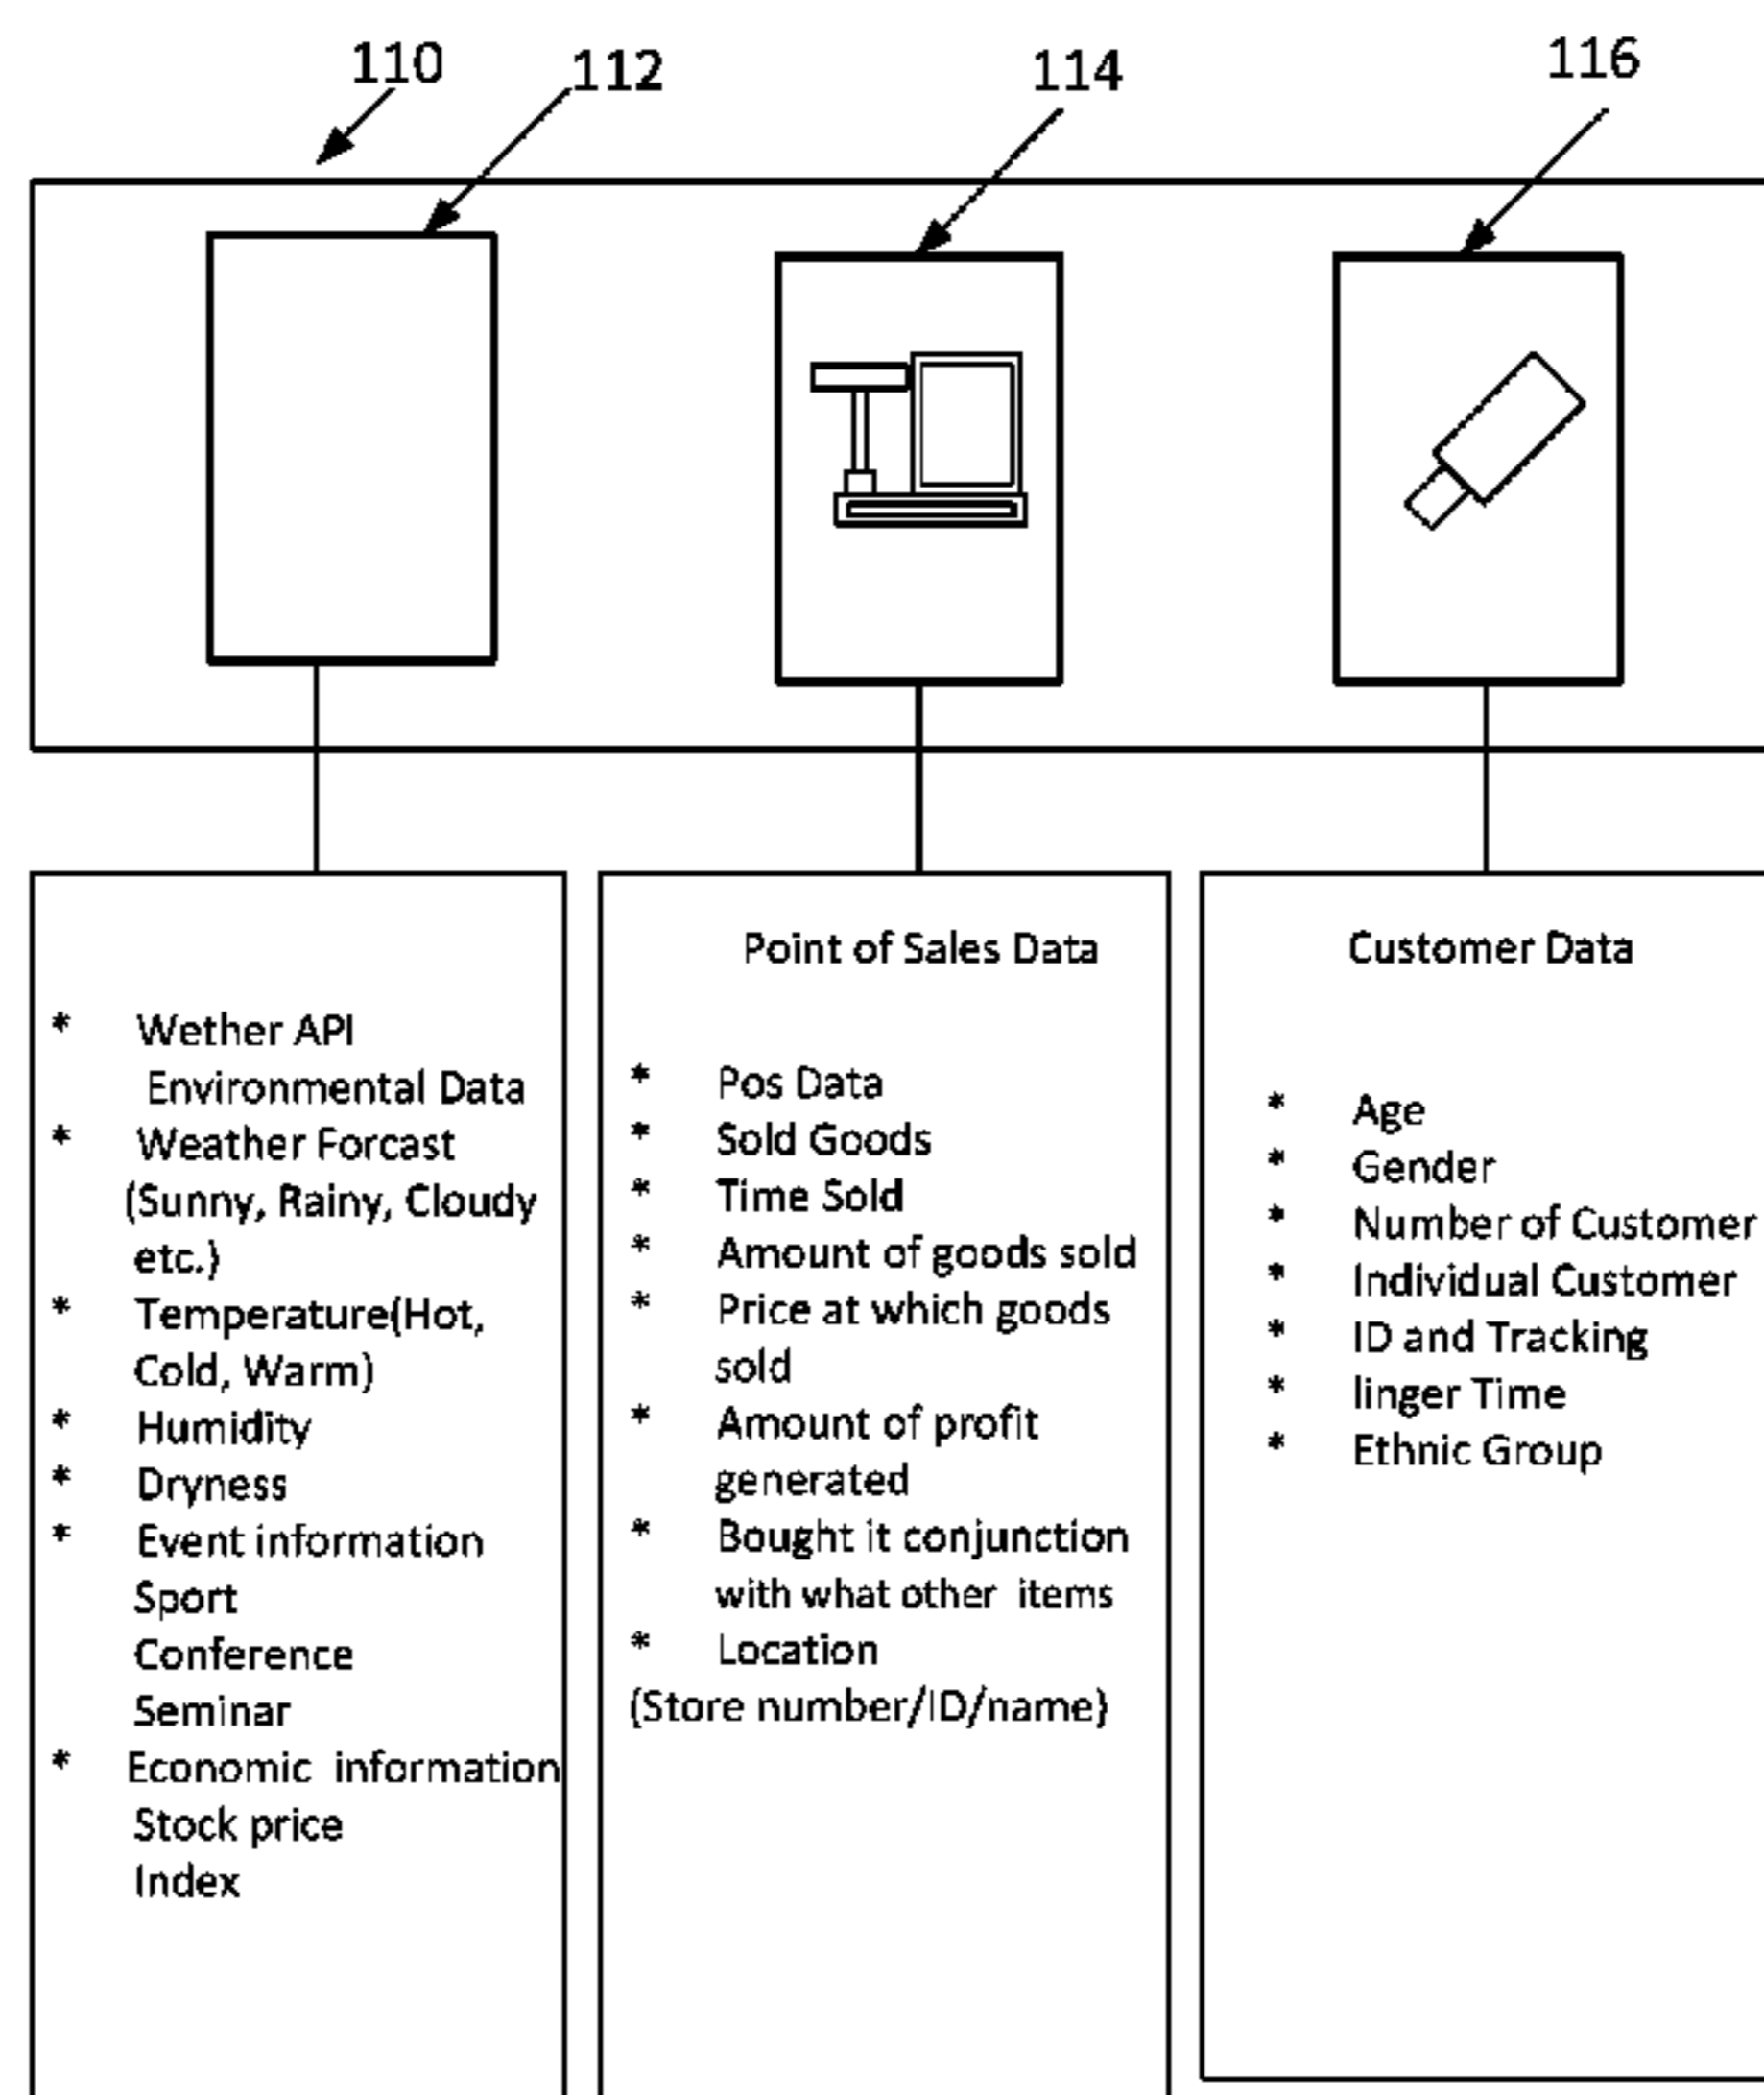 110
112
114
116
* Wether API
Environmental Data
* Weather Forcast
(Sunny, Rainy, Cloudy
etc.)
* Temperature(Hot,
Cold, Warm)
* Humidity
* Dryness
* Event information
Sport
Conference
Seminar
* Economic information
Stock price
Index
Point of Sales Data
* Pos Data
* Sold Goods
* Time Sold
* Amount of goods sold
* Price at which goods
sold
* Amount of profit
generated
* Bought it conjunction
with what other items
* Location
(Store number/ID/name)
Customer Data
* Age
* Gender
* Number of Customer
* Individual Customer
* ID and Tracking
* linger Time
* Ethnic Group